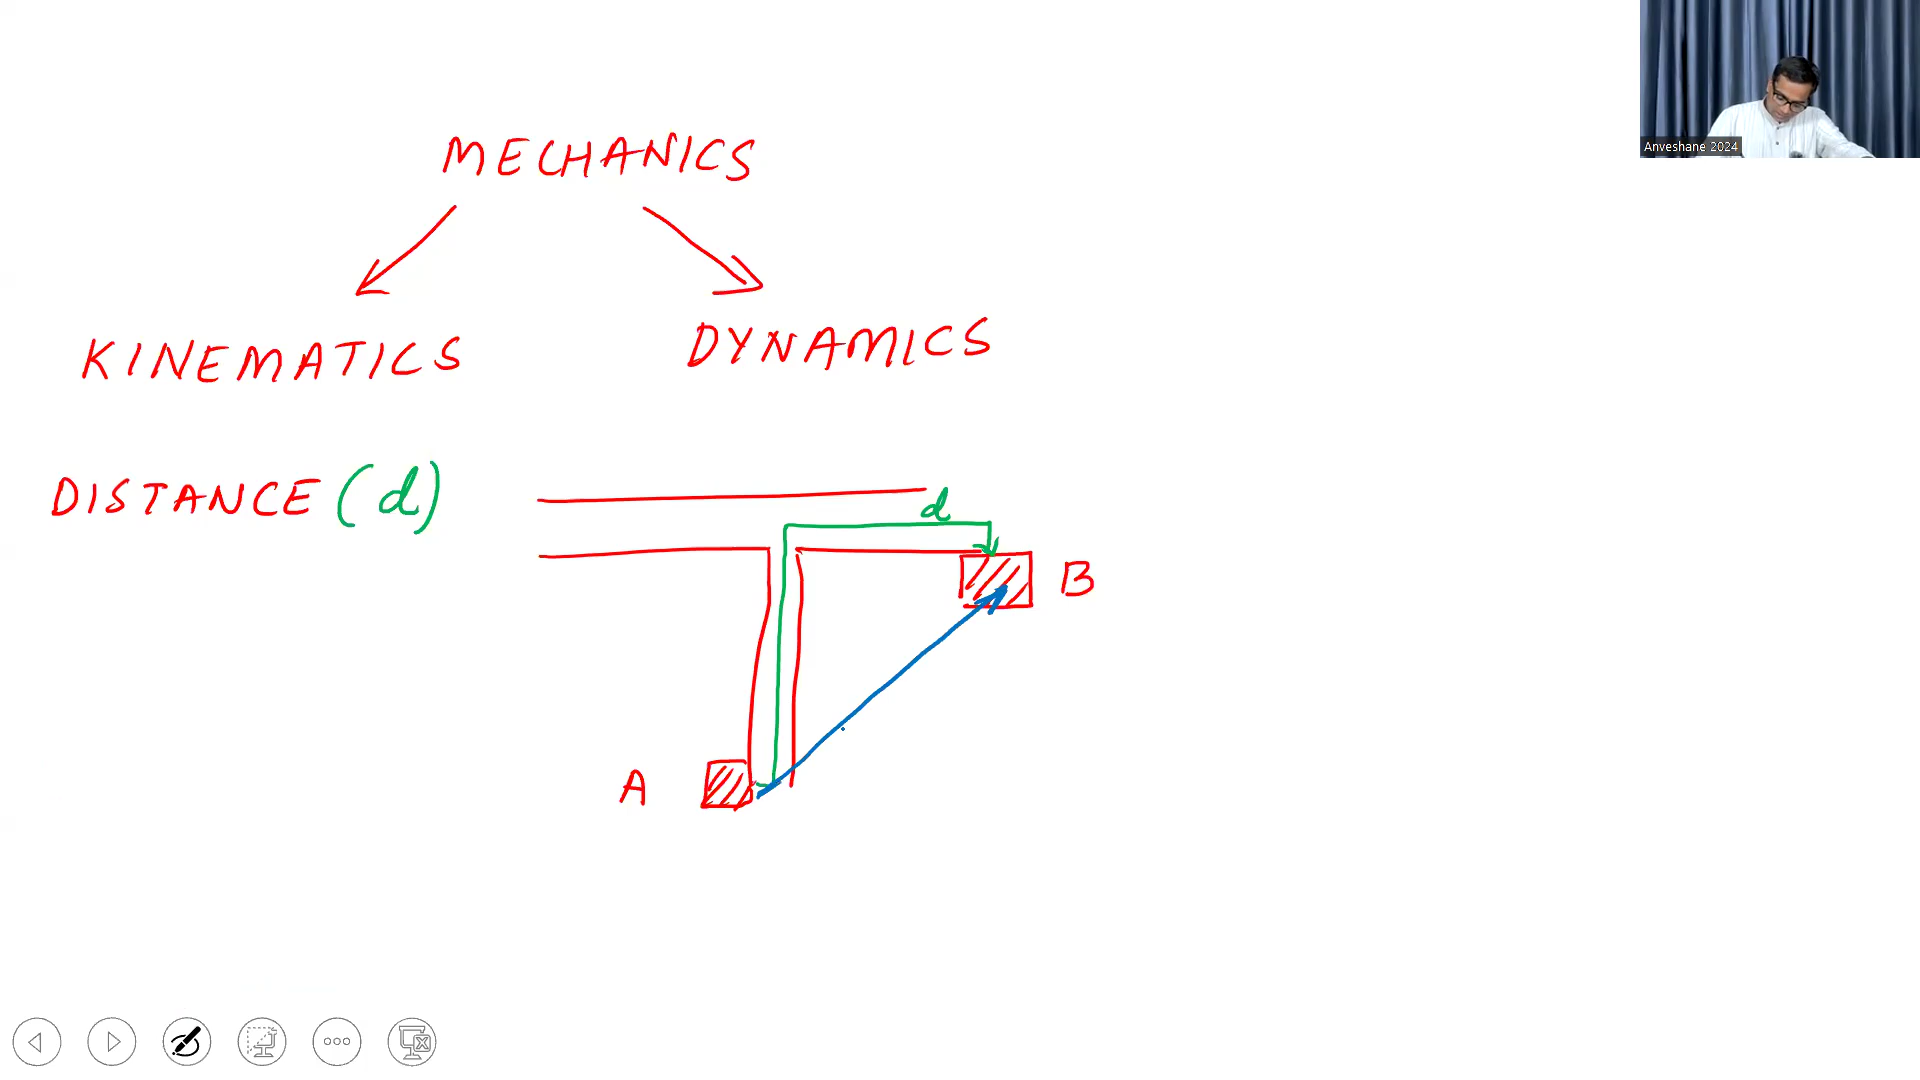 Anveshane 2024
MECHANICS
KINEMATICS
DYNAMICS
DISTANCE (d)
d
B
A